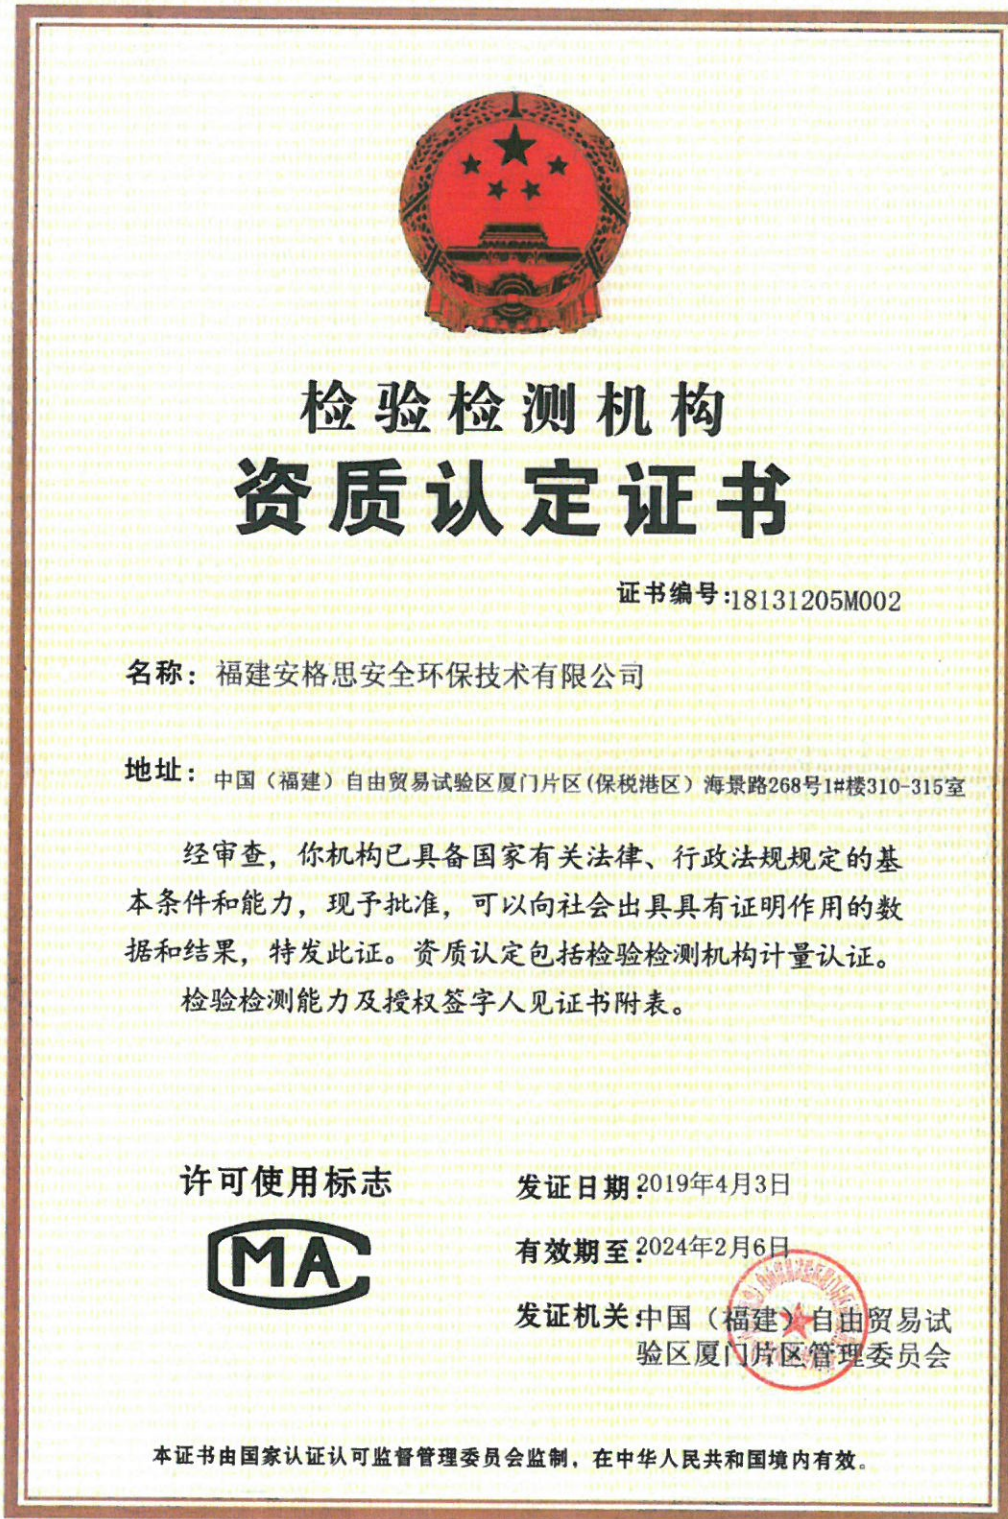 检验检测机构
资质认定证书
证书编号:18131205M002
名称：福建安格思安全环保技术有限公司
地址：中国（福建）自由贸易试验区厦门片区(保税港区）海景路268号1#楼310-315室
经审查，你机构已具备国家有关法律、行政法规规定的基
本条件和能力，现予批准，可以向社会出具具有证明作用的数
据和结果，特发此证。资质认定包括检验检测机构计量认证。
检验检测能力及授权签字人见证书附表。
许可使用标志
MA
发证日期：2019年4月3日
有效期至：2024年2月6日
发证机关：中国（福建）自由贸易试
验区厦门片区管理委员会
本证书由国家认证认可监督管理委员会监制，在中华人民共和国境内有效。